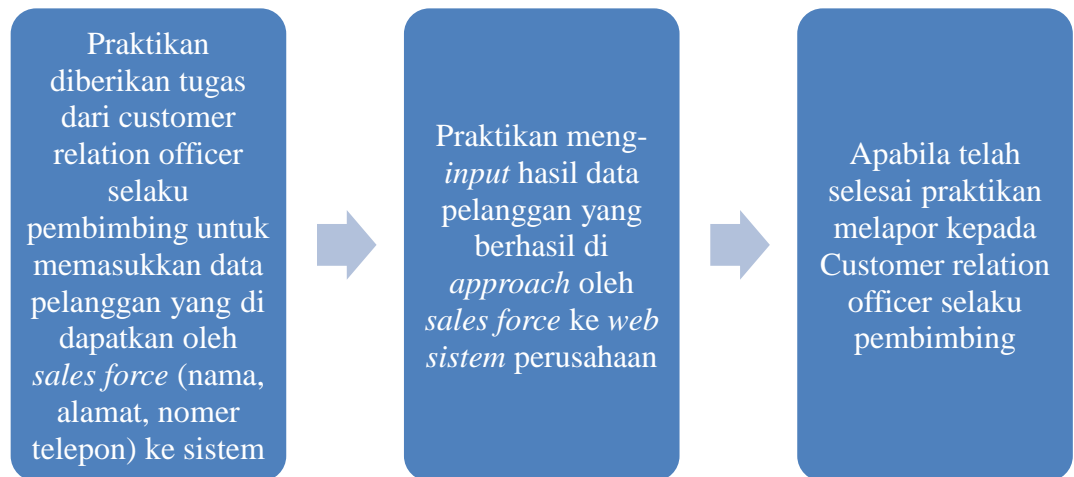 Praktikan
diberikan tugas
dari customer
relation officer
selaku
pembimbing untuk
memasukkan data
pelanggan yang di
dapatkan oleh
sales force (nama,
alamat, nomer
telepon) ke sistem
Praktikan meng-
input hasil data
pelanggan yang
berhasil di
approach oleh
sales force ke web
sistem perusahaan
Apabila telah
selesai praktikan
melapor kepada
Customer relation
officer selaku
pembimbing